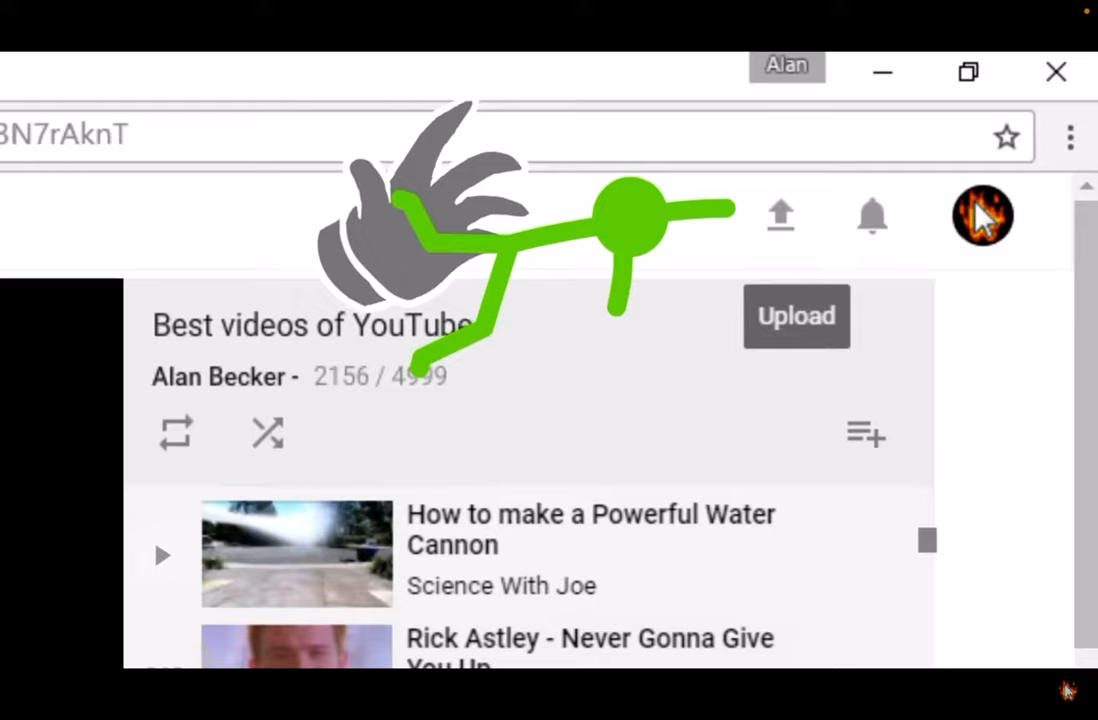 Alan
BN7rAknT
Best videos of YouTube
Upload
Alan Becker - 2156 / 4999
How to make a Powerful Water
Cannon
Science With Joe
Rick Astley - Never Gonna Give
You Up